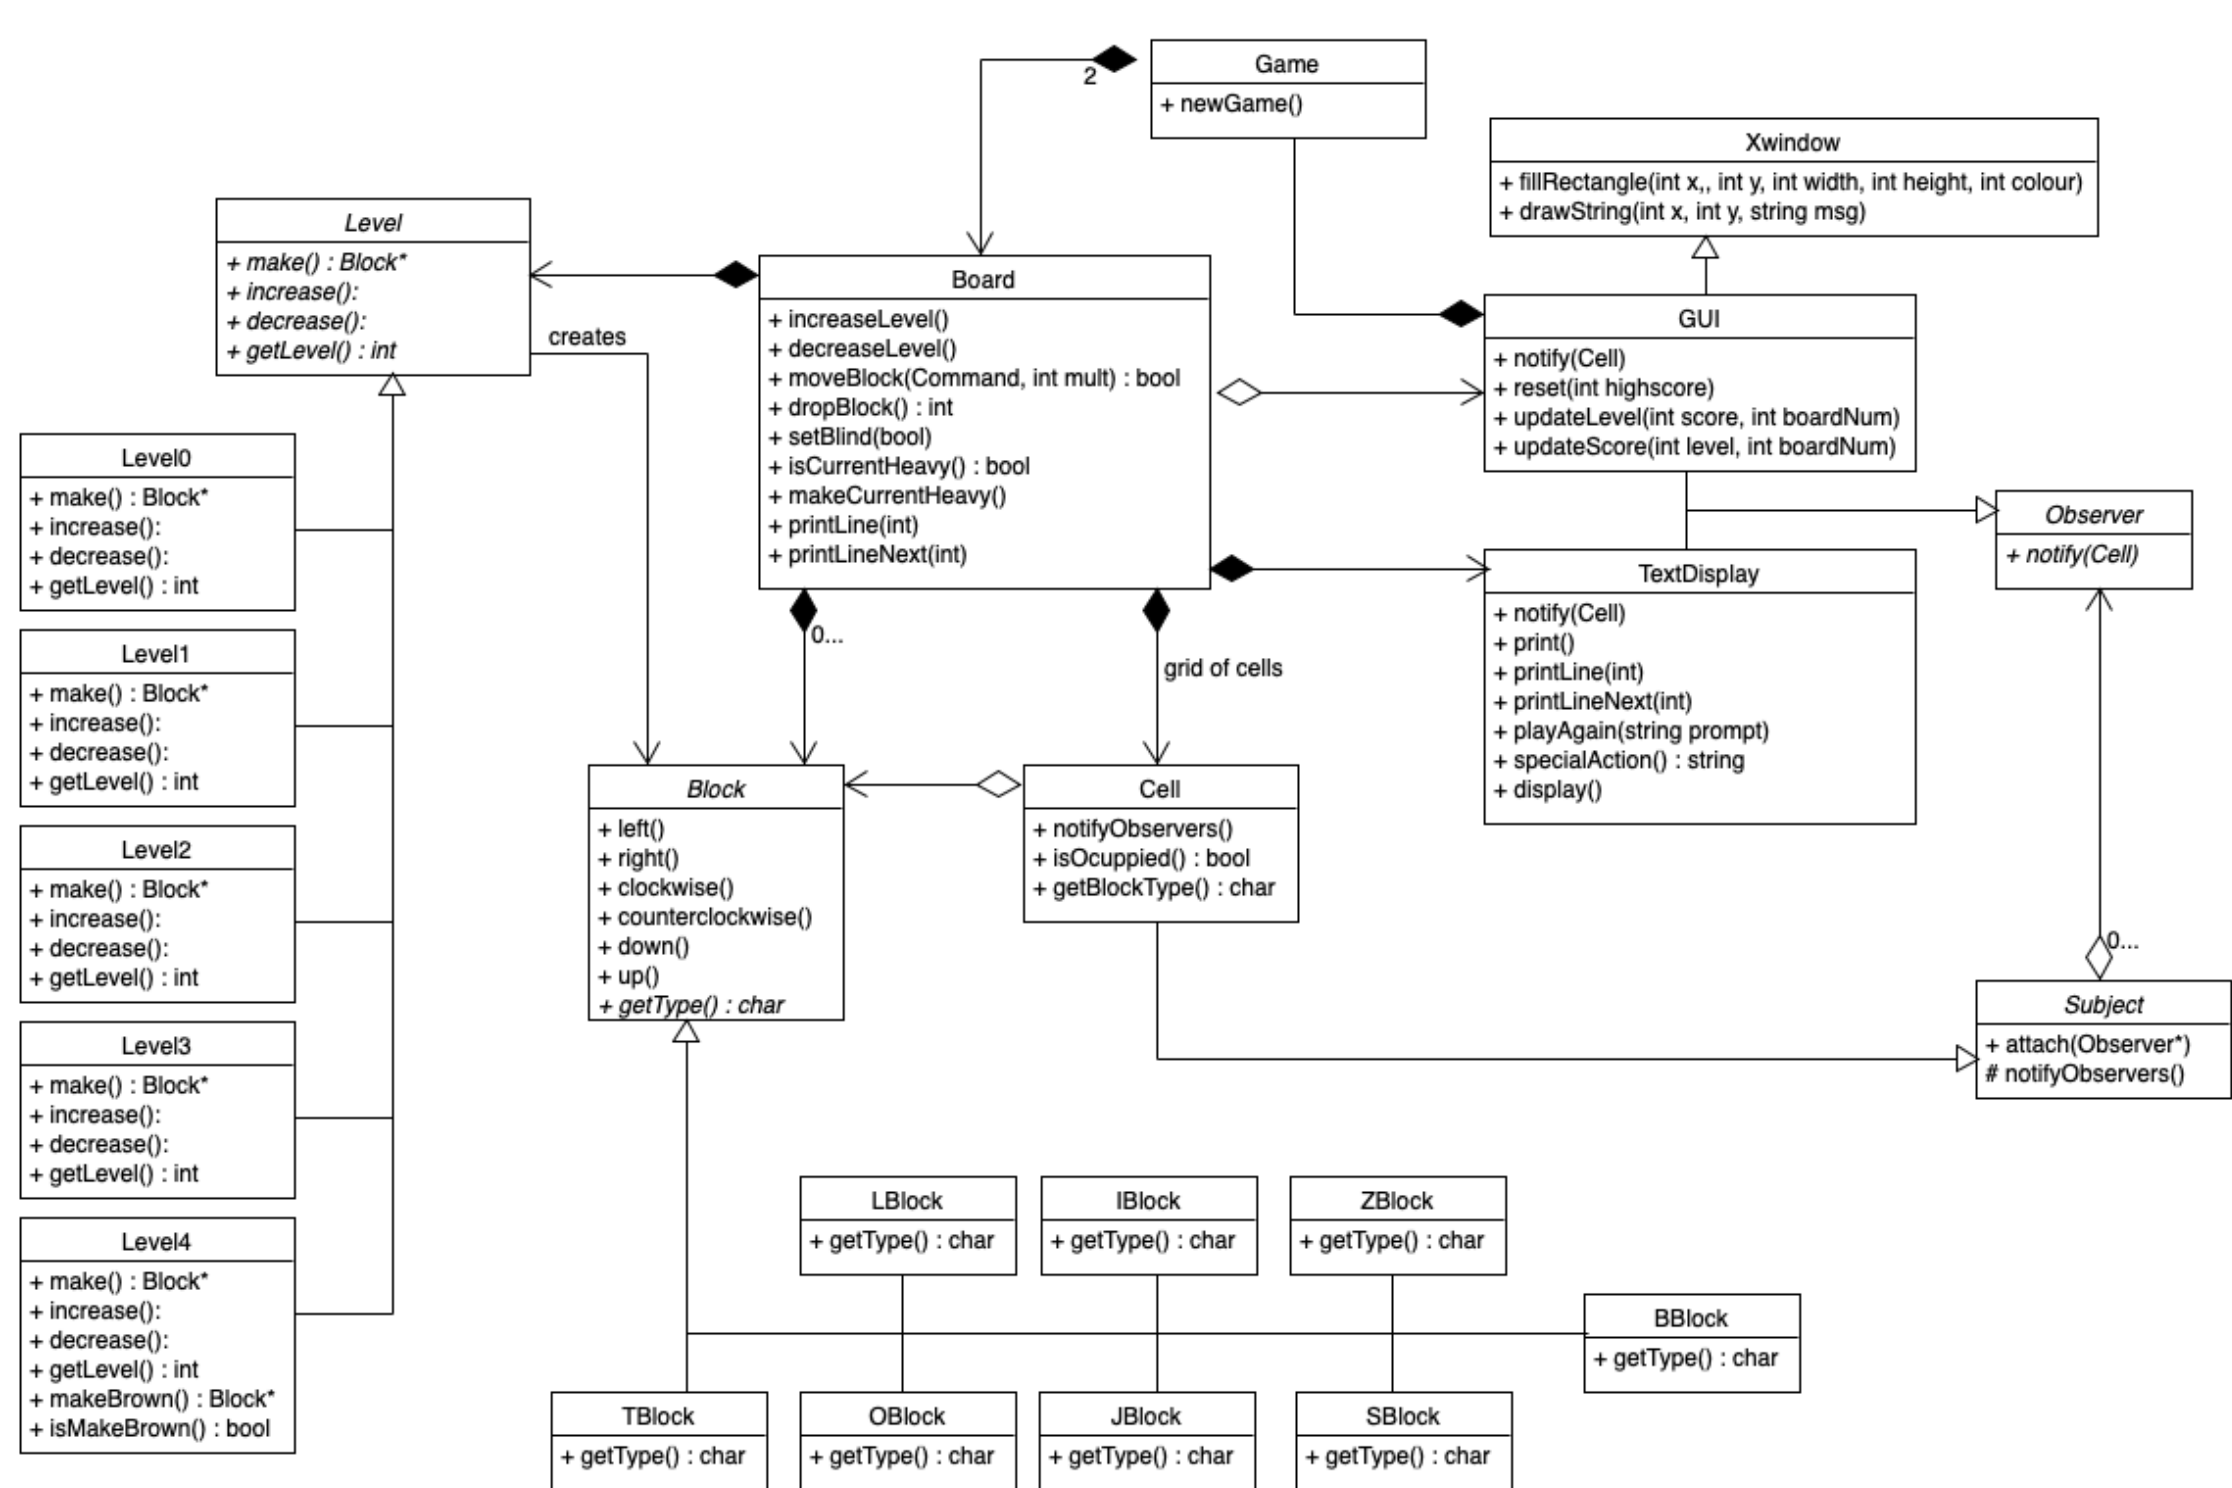 2
Game
+ newGame()
Xwindow
+ fillRectangle(int x,, int y, int width, int height, int colour)
+ drawString(int x, int y, string msg)
Level
+ make() : Block*
+ increase():
+ decrease():
+ getLevel() : int
creates
Board
+ increaseLevel()
+ decreaseLevel()
+ moveBlock(Command, int mult) : bool
+ dropBlock() : int
+ setBlind(bool)
+ isCurrentHeavy() : bool
+ makeCurrentHeavy()
+ printLine(int)
+ printLineNext(int)
GUI
+ notify(Cell)
+ reset(int highscore)
+ updateLevel(int score, int boardNum)
+ updateScore(int level, int boardNum)
Observer
+ notify(Cell)
Level0
+ make() : Block*
+ increase():
+ decrease():
+ getLevel() : int
Level1
+ make() : Block*
+ increase():
+ decrease():
+ getLevel() : int
Level2
+ make() : Block*
+ increase():
+ decrease():
+ getLevel() : int
Level3
+ make() : Block*
+ increase():
+ decrease():
+ getLevel() : int
Level4
+ make() : Block*
+ increase():
+ decrease():
+ getLevel() : int
+ makeBrown() : Block*
+ isMakeBrown() : bool
0...
grid of cells
TextDisplay
+ notify(Cell)
+ print()
+ printLine(int)
+ printLineNext(int)
+ playAgain(string prompt)
+ specialAction() : string
+ display()
Block
+ left()
+ right()
+ clockwise()
+ counterclockwise()
+ down()
+ up()
+ getType() : char
Cell
+ notifyObservers()
+ isOcuppied() : bool
+ getBlockType() : char
0...
Subject
+ attach(Observer*)
# notifyObservers()
LBlock
+ getType() : char
IBlock
+ getType() : char
ZBlock
+ getType() : char
BBlock
+ getType() : char
TBlock
+ getType() : char
OBlock
+ getType() : char
JBlock
+ getType() : char
SBlock
+ getType() : char